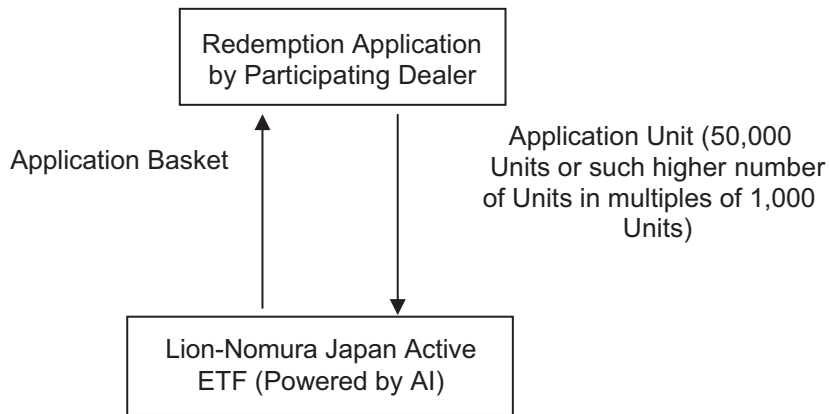 Redemption Application
by Participating Dealer
Application Basket
Application Unit (50,000
Units or such higher number
of Units in multiples of 1,000
Units)
Lion-Nomura Japan Active
ETF (Powered by AI)